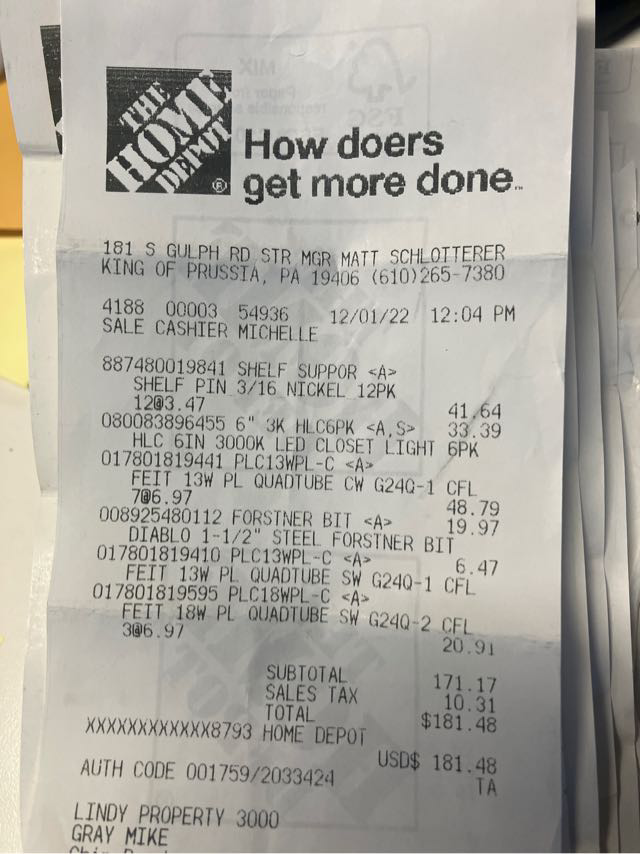 THE
HOME
DEPOT
®
How doers
get more done™
181 S GULPH RD STR MGR MATT SCHLOTTERER
KING OF PRUSSIA, PA 19406 (610)265-7380
4188 00003 54936 12/01/22 12:04 PM
SALE CASHIER MICHELLE
887480019841 SHELF SUPPOR <A>
SHELF PIN 3/16 NICKEL 12PK
12@3.47 41.64
080083896455 6" 3K HLC6PK <A,S> 33.39
HLC 6IN 3000K LED CLOSET LIGHT 6PK
017801819441 PLC13WPL-C <A>
FEIT 13W PL QUADTUBE CW G24Q-1 CFL
7@6.97 48.79
008925480112 FORSTNER BIT <A> 19.97
DIABLO 1-1/2" STEEL FORSTNER BIT
017801819410 PLC13WPL-C <A> 6.47
FEIT 13W PL QUADTUBE SW G24Q-1 CFL
017801819595 PLC18WPL-C <A>
FEIT 18W PL QUADTUBE SW G24Q-2 CFL
3@6.97 20.91
SUBTOTAL 171.17
SALES TAX 10.31
TOTAL $181.48
XXXXXXXXXXXX8793 HOME DEPOT
USD$ 181.48
AUTH CODE 001759/2033424 TA
LINDY PROPERTY 3000
GRAY MIKE